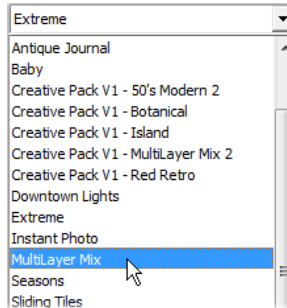 Extreme
Antique Journal
Baby
Creative Pack V1 - 50's Modern 2
Creative Pack V1 - Botanical
Creative Pack V1 - Island
Creative Pack V1 - MultiLayer Mix 2
Creative Pack V1 - Red Retro
Downtown Lights
Extreme
Instant Photo
MultiLayer Mix
Seasons
Sliding Tiles